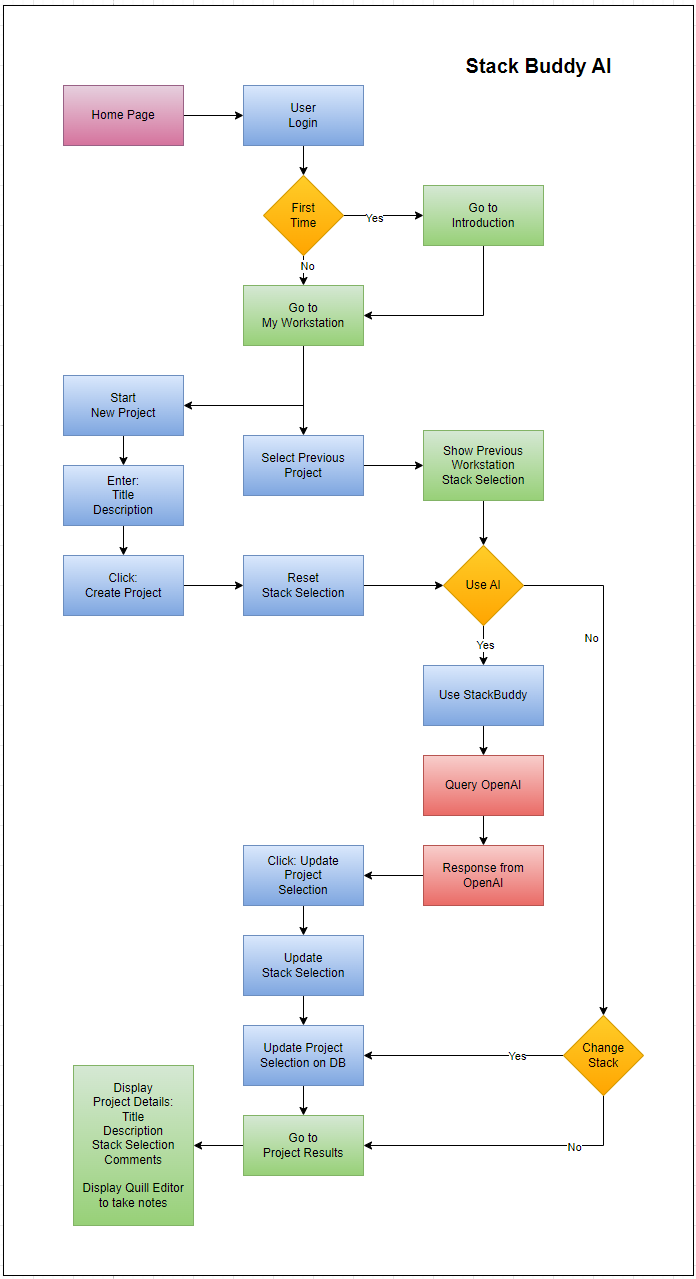 Stack Buddy AI
Home Page
User
Login
First
Time
Yes
Go to
Introduction
No
Go to
My Workstation
Start
New Project
Select Previous
Project
Show Previous
Workstation
Stack Selection
Enter:
Title
Description
Click:
Create Project
Reset
Stack Selection
Use AI
No
Yes
Use StackBuddy
Query OpenAI
Response from
OpenAI
Click: Update
Project
Selection
Update
Stack Selection
Update Project
Selection on DB
Yes
Change
Stack
No
Go to
Project Results
Display
Project Details:
Title
Description
Stack Selection
Comments
Display Quill Editor
to take notes